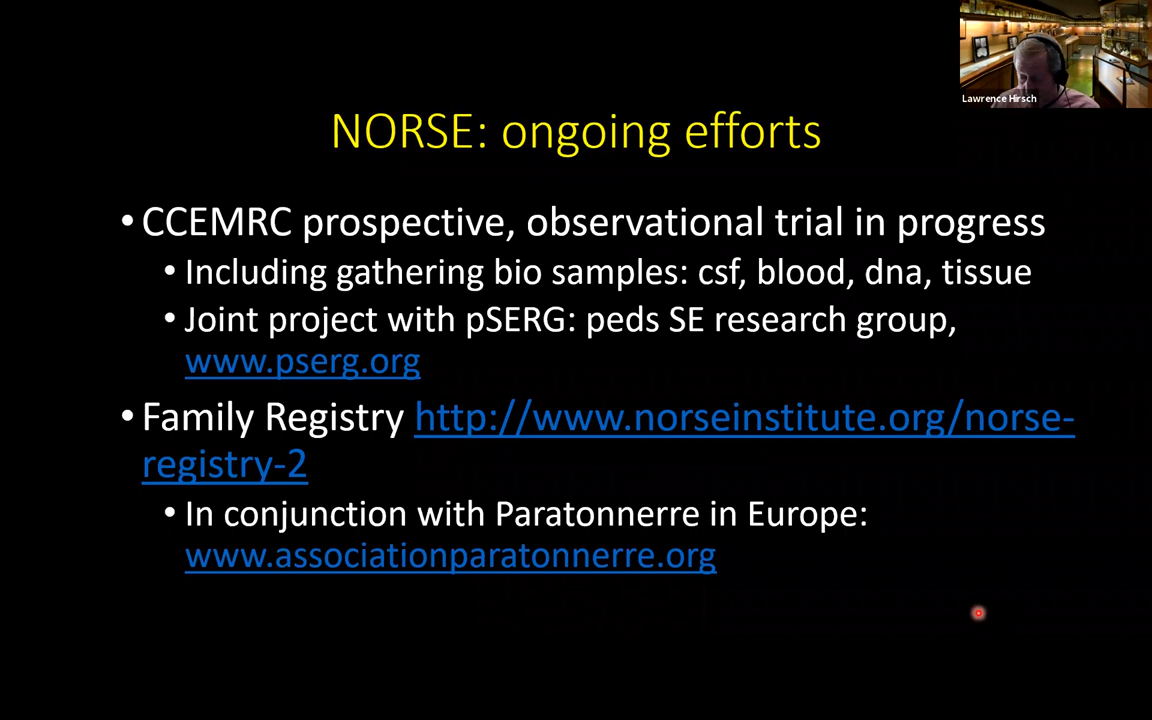 Lawrence Hirsch
NORSE: ongoing efforts
• CCEMRC prospective, observational trial in progress
• Including gathering bio samples: csf, blood, dna, tissue
• Joint project with pSERG: peds SE research group,
www.pserg.org
• Family Registry http://www.norseinstitute.org/norse-
registry-2
• In conjunction with Paratonnerre in Europe:
www.associationparatonnerre.org